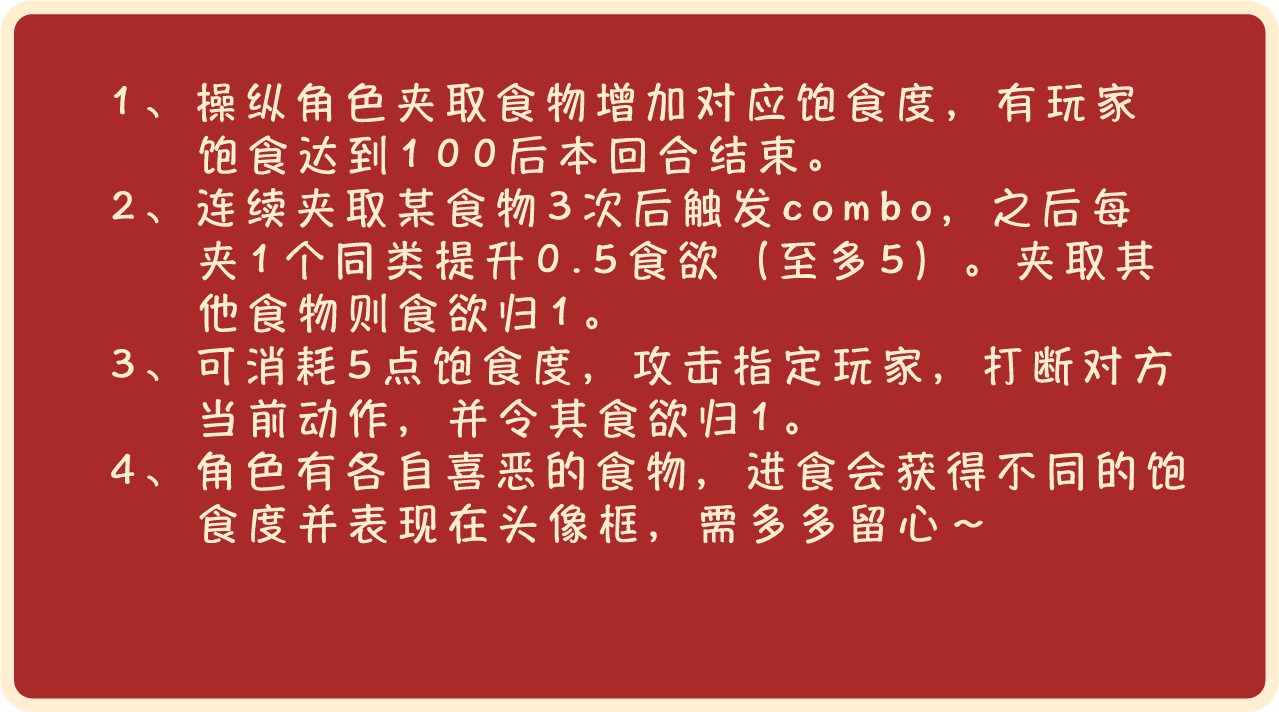 1、操纵角色夹取食物增加对应饱食度，有玩家
饱食达到100后本回合结束。
2、连续夹取某食物3次后触发combo，之后每
夹1个同类提升0.5食欲（至多5）。夹取其
他食物则食欲归1。
3、可消耗5点饱食度，攻击指定玩家，打断对方
当前动作，并令其食欲归1。
4、角色有各自喜恶的食物，进食会获得不同的饱
食度并表现在头像框，需多多留心～